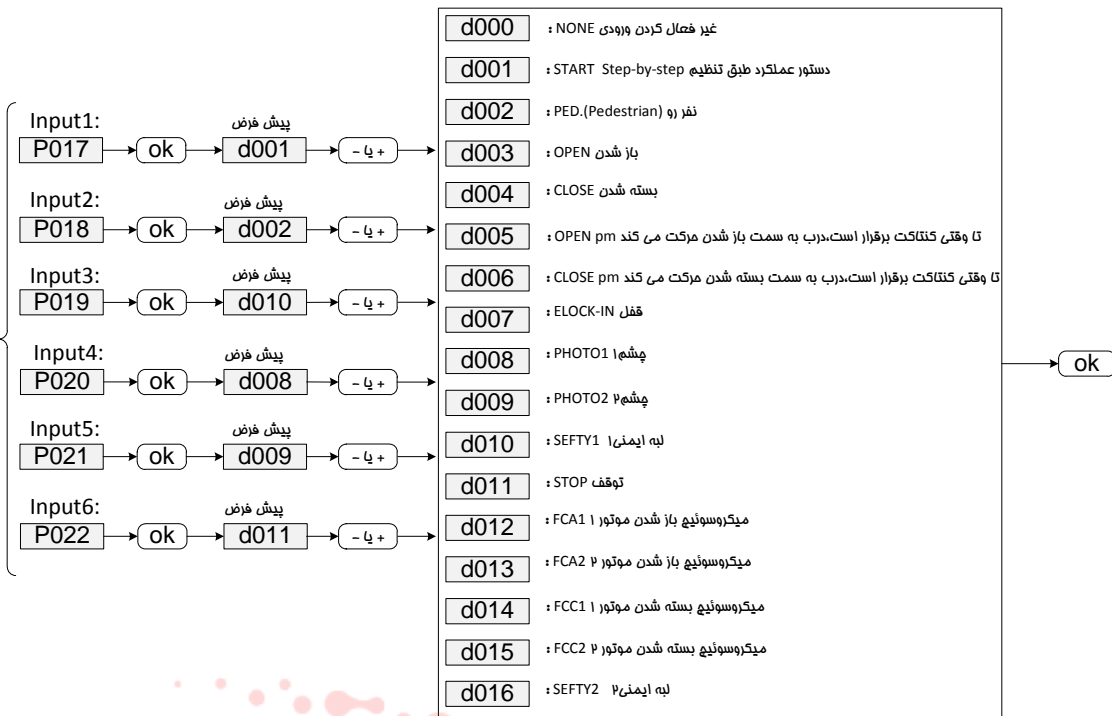 d000 غیر فعال کردن ورودی NONE :
d001 دستور عملکرد طبق تنظیم START Step-by-step :
d002 نفر رو PED.(Pedestrian) :
d003 باز شدن OPEN :
d004 بسته شدن CLOSE :
d005 تا وقتی کنتاکت برقرار است،درب به سمت باز شدن حرکت می کند OPEN pm :
d006 تا وقتی کنتاکت برقرار است،درب به سمت بسته شدن حرکت می کند CLOSE pm :
d007 قفل ELOCK-IN :
d008 چشم۱ PHOTO1 :
d009 چشم۲ PHOTO2 :
d010 لبه ایمنی۱ SEFTY1 :
d011 توقف STOP :
d012 میکروسوئیچ باز شدن موتور ۱ FCA1 :
d013 میکروسوئیچ باز شدن موتور ۲ FCA2 :
d014 میکروسوئیچ بسته شدن موتور ۱ FCC1 :
d015 میکروسوئیچ بسته شدن موتور ۲ FCC2 :
d016 لبه ایمنی۲ SEFTY2 :
Input1:
پیش فرض
P017 ok d001 + یا -
Input2:
پیش فرض
P018 ok d002 + یا -
Input3:
پیش فرض
P019 ok d010 + یا -
Input4:
پیش فرض
P020 ok d008 + یا -
Input5:
پیش فرض
P021 ok d009 + یا -
Input6:
پیش فرض
P022 ok d011 + یا -
ok